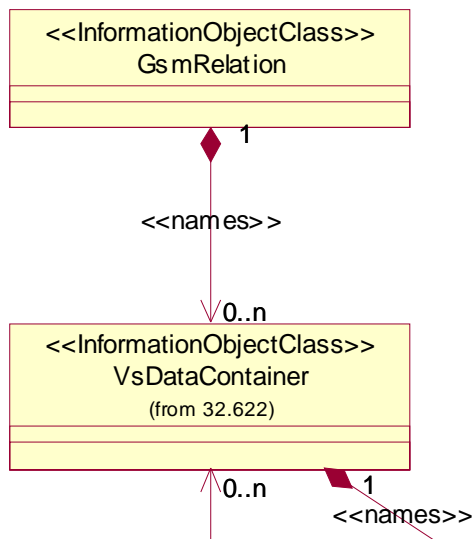 <<InformationObjectClass>>
GsmRelation
1
<<names>>
0..n
<<InformationObjectClass>>
VsDataContainer
(from 32.622)
0..n
1
<<names>>